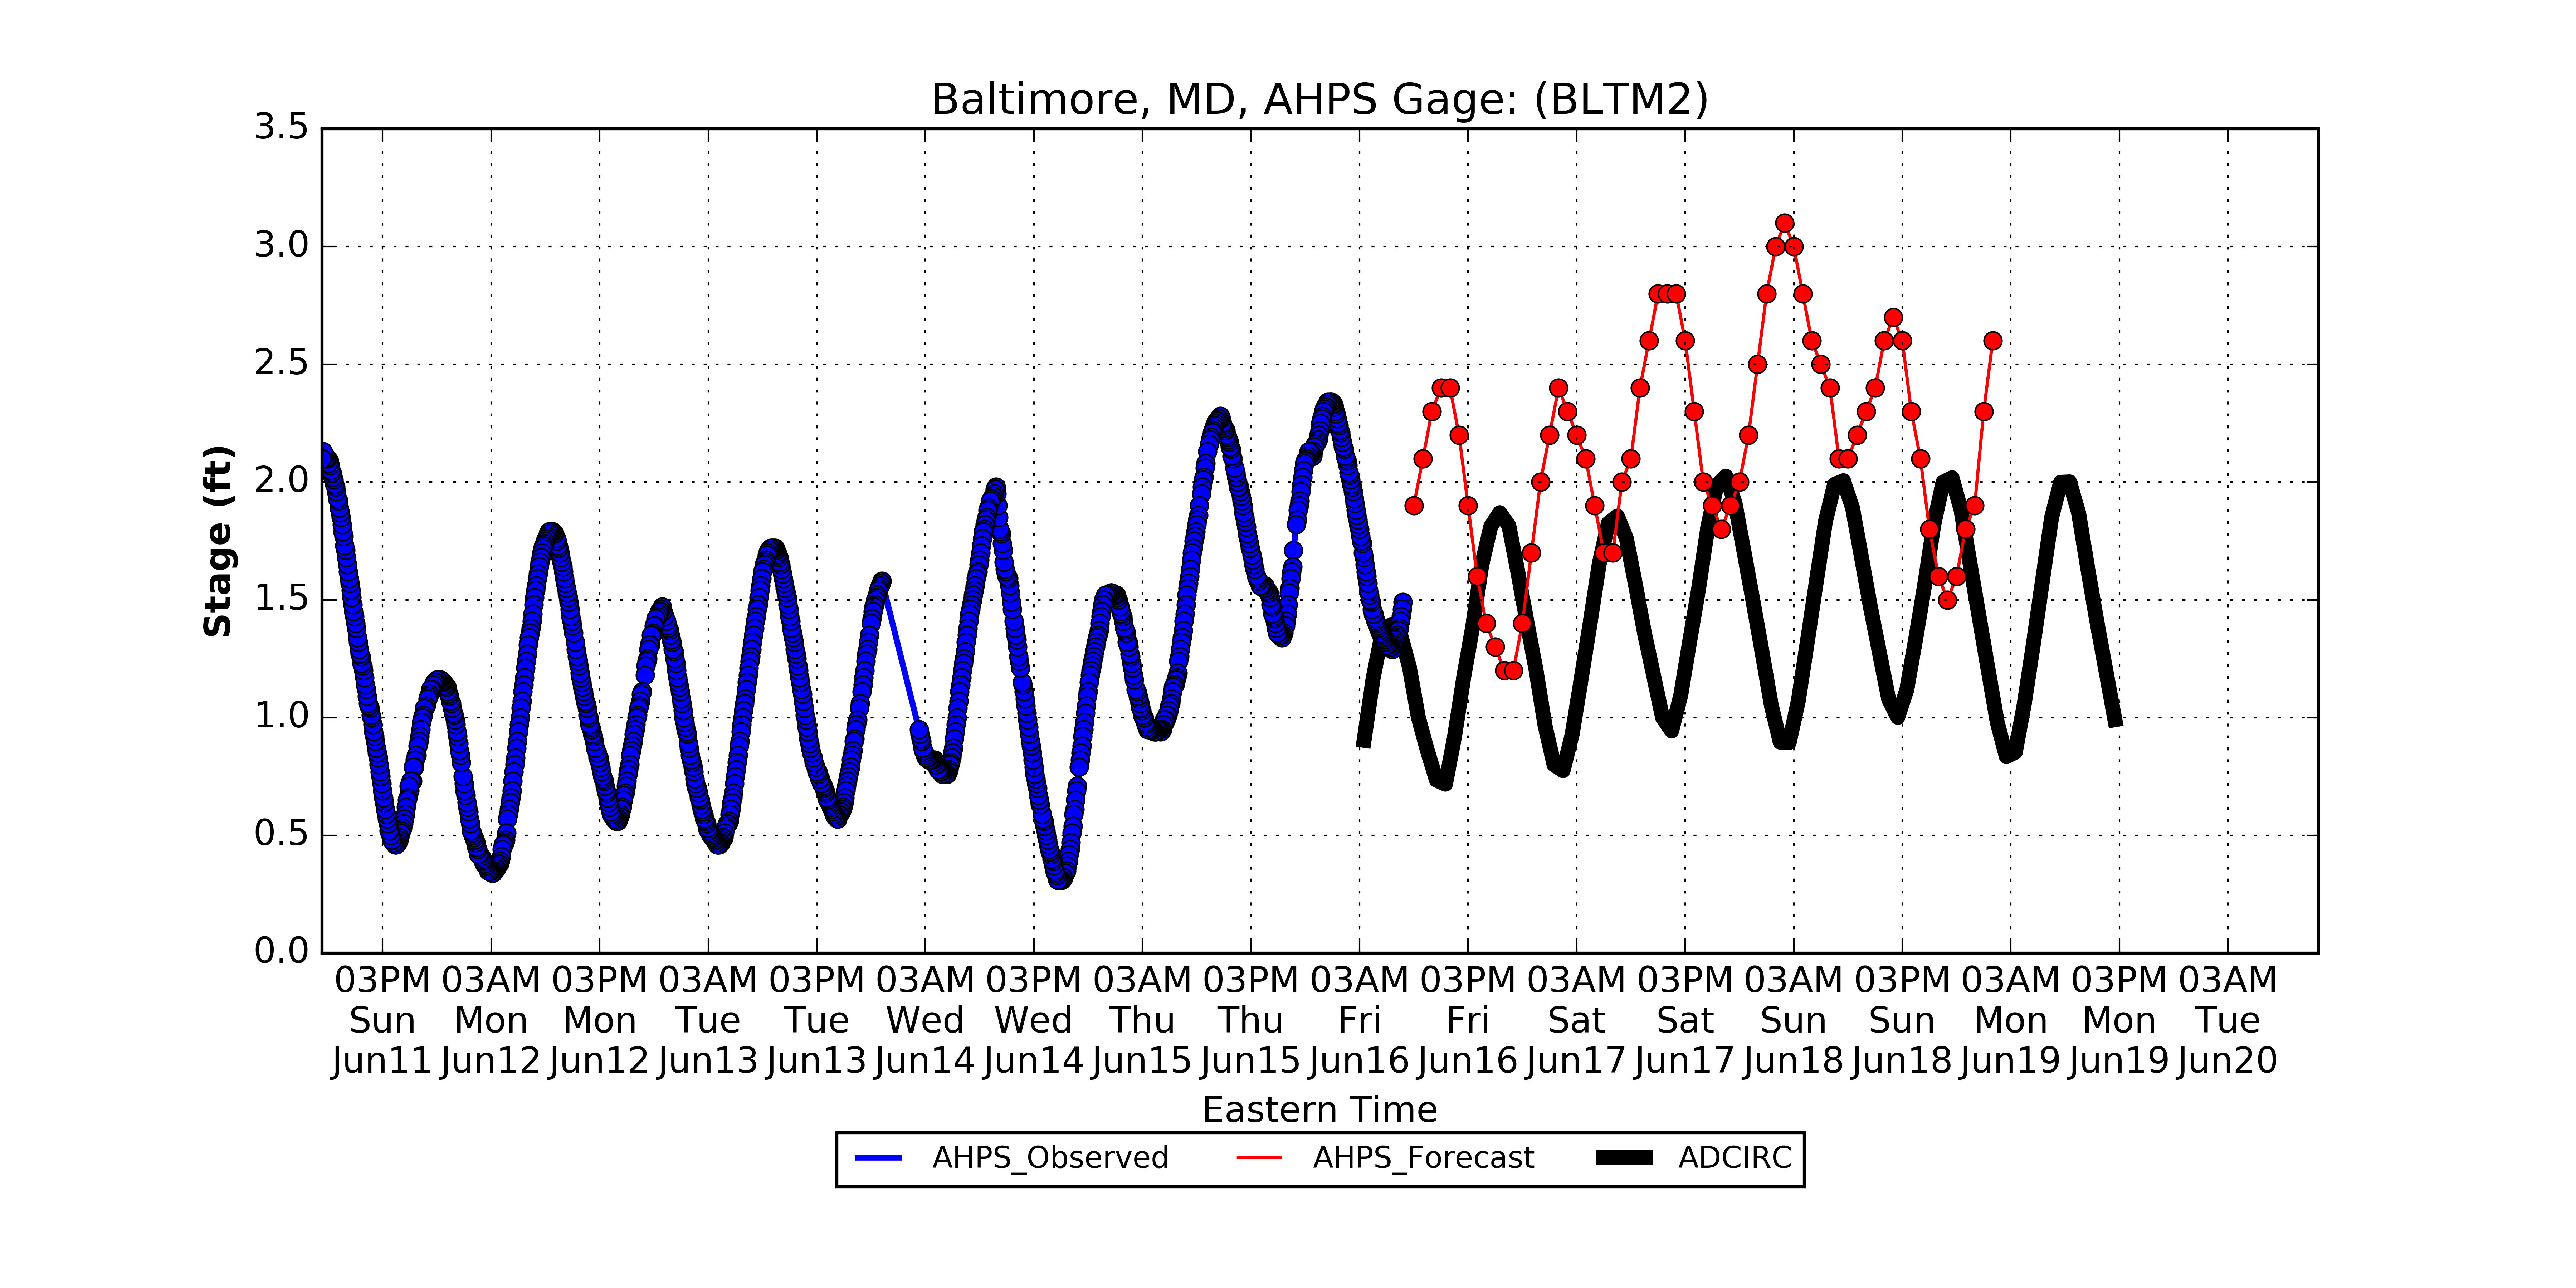 Baltimore, MD, AHPS Gage: (BLTM2)
3.5
3.0
2.5
2.0
1.5
1.0
0.5
0.0
Stage (ft)
03PM 03AM 03PM 03AM 03PM 03AM 03PM 03AM 03PM 03AM 03PM 03AM 03PM 03AM 03PM 03AM 03PM 03AM
Sun Mon Mon Tue Tue Wed Wed Thu Thu Fri Fri Sat Sat Sun Sun Mon Mon Tue
Jun11 Jun12 Jun12 Jun13 Jun13 Jun14 Jun14 Jun15 Jun15 Jun16 Jun16 Jun17 Jun17 Jun18 Jun18 Jun19 Jun19 Jun20
Eastern Time
AHPS_Observed AHPS_Forecast ADCIRC